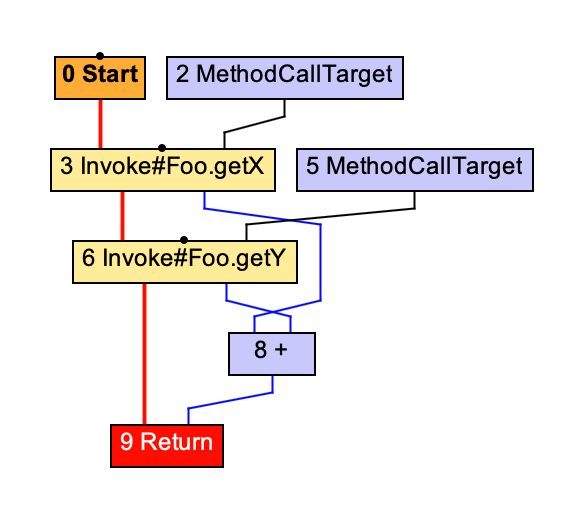 0 Start
2 MethodCallTarget
3 Invoke#Foo.getX
5 MethodCallTarget
6 Invoke#Foo.getY
8 +
9 Return